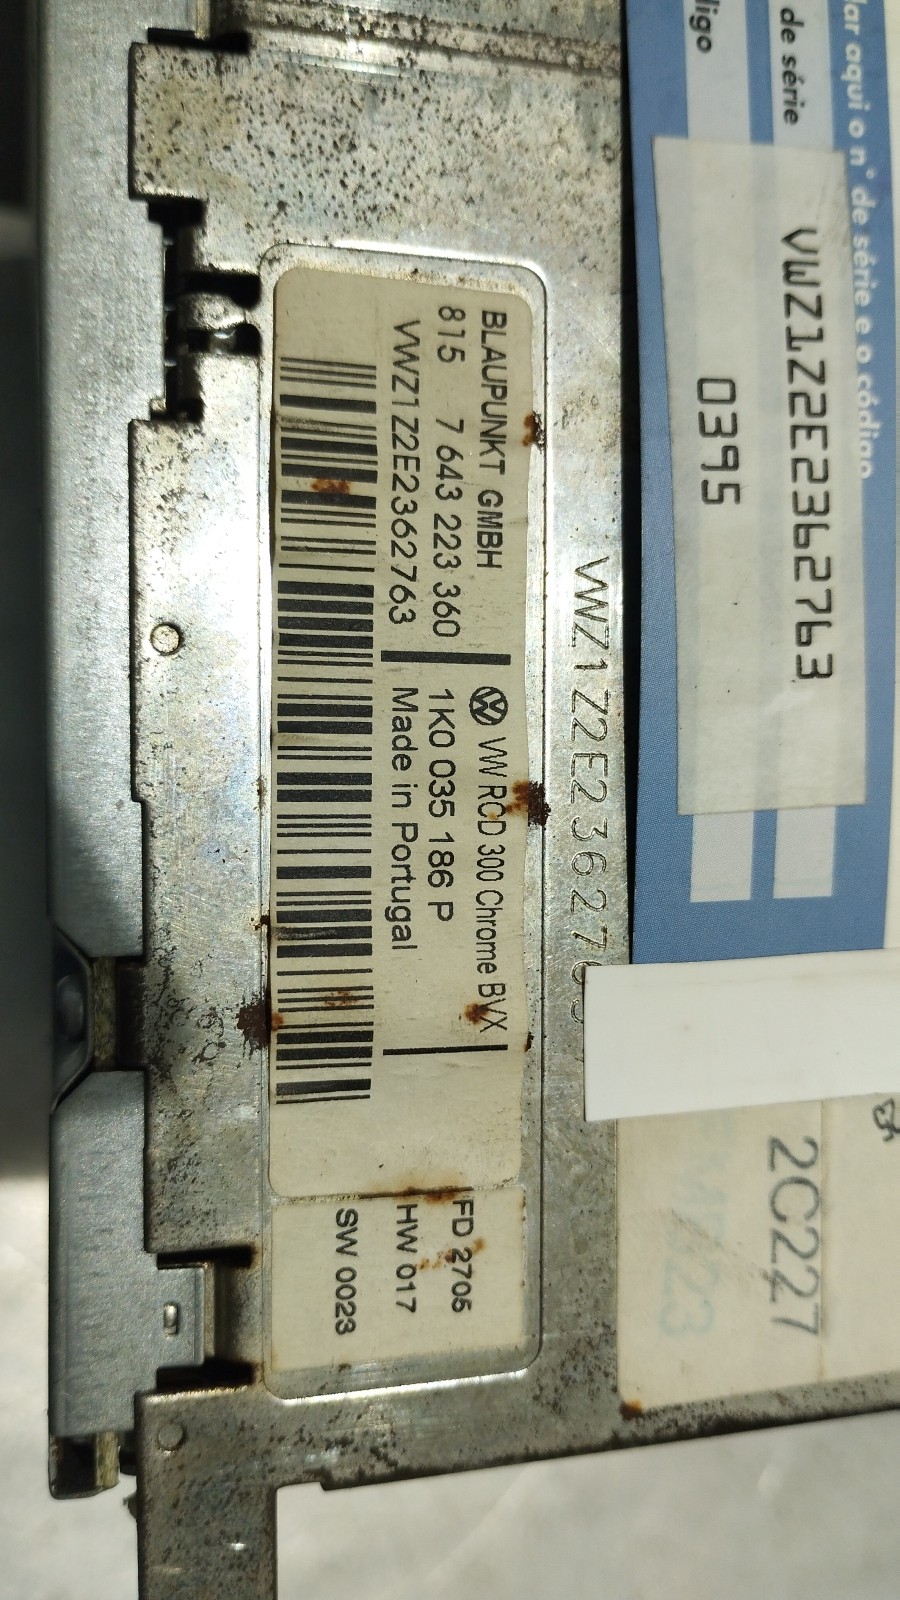 BLAUPUNKT GMBH
815 7 643 223 360
VWZ1Z2E2362763
VW RCD 300 Chrome BVX
1K0 035 186 P
Made in Portugal
FD 2705
HW 017
SW 0023
VWZ1Z2E236276
lar aqui o n° de série e o código
de série
VWZ1Z2E2362763
digo
0395
2C227